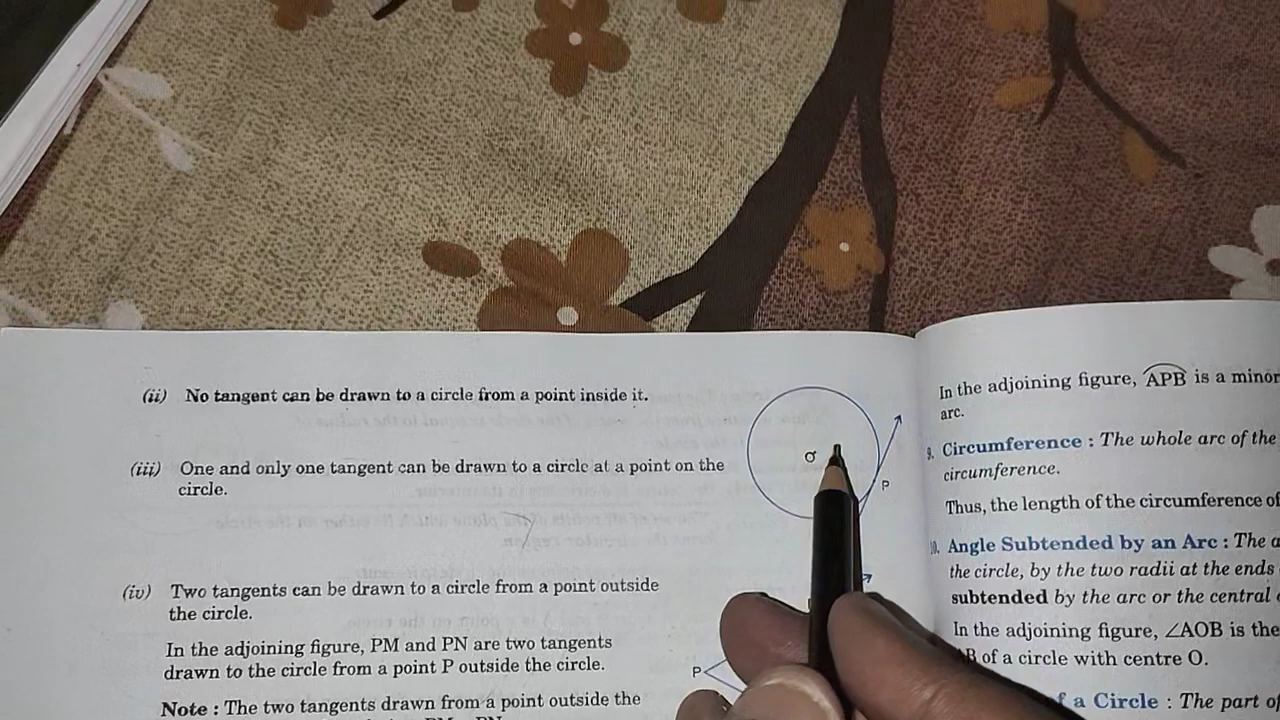 (ii) No tangent can be drawn to a circle from a point inside it.
(iii) One and only one tangent can be drawn to a circle at a point on the
circle.
O
P
(iv) Two tangents can be drawn to a circle from a point outside
the circle.
In the adjoining figure, PM and PN are two tangents
drawn to the circle from a point P outside the circle.
P
Note : The two tangents drawn from a point outside the
In the adjoining figure, APB is a minor
arc.
9. Circumference : The whole arc of the
circumference.
Thus, the length of the circumference of
10. Angle Subtended by an Arc : The
the circle, by the two radii at the ends
subtended by the arc or the central
In the adjoining figure, ∠AOB is the
of a circle with centre O.
of a Circle : The part of